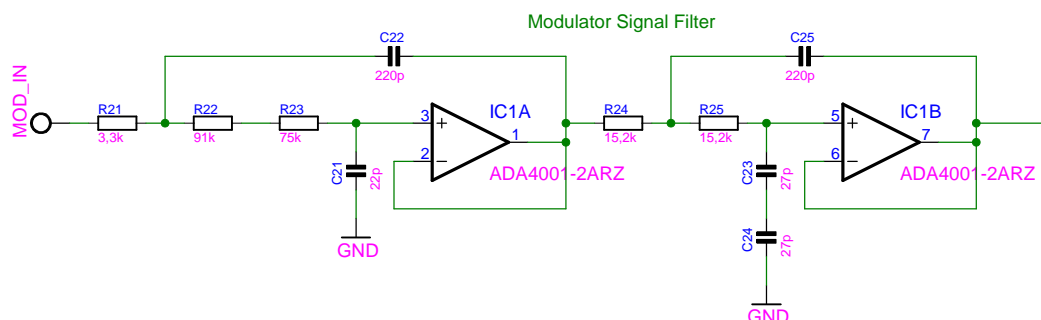 Modulator Signal Filter
MOD_IN
R21
3,3k
R22
91k
R23
75k
C22
220p
C21
22p
GND
3
2
1
IC1A
ADA4001-2ARZ
R24
15,2k
R25
15,2k
C25
220p
C23
27p
C24
27p
GND
5
6
7
IC1B
ADA4001-2ARZ